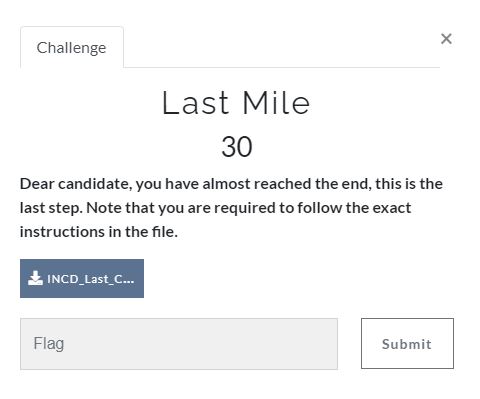 Challenge
×
Last Mile
30
Dear candidate, you have almost reached the end, this is the
last step. Note that you are required to follow the exact
instructions in the file.
INCD_Last_C...
Flag
Submit